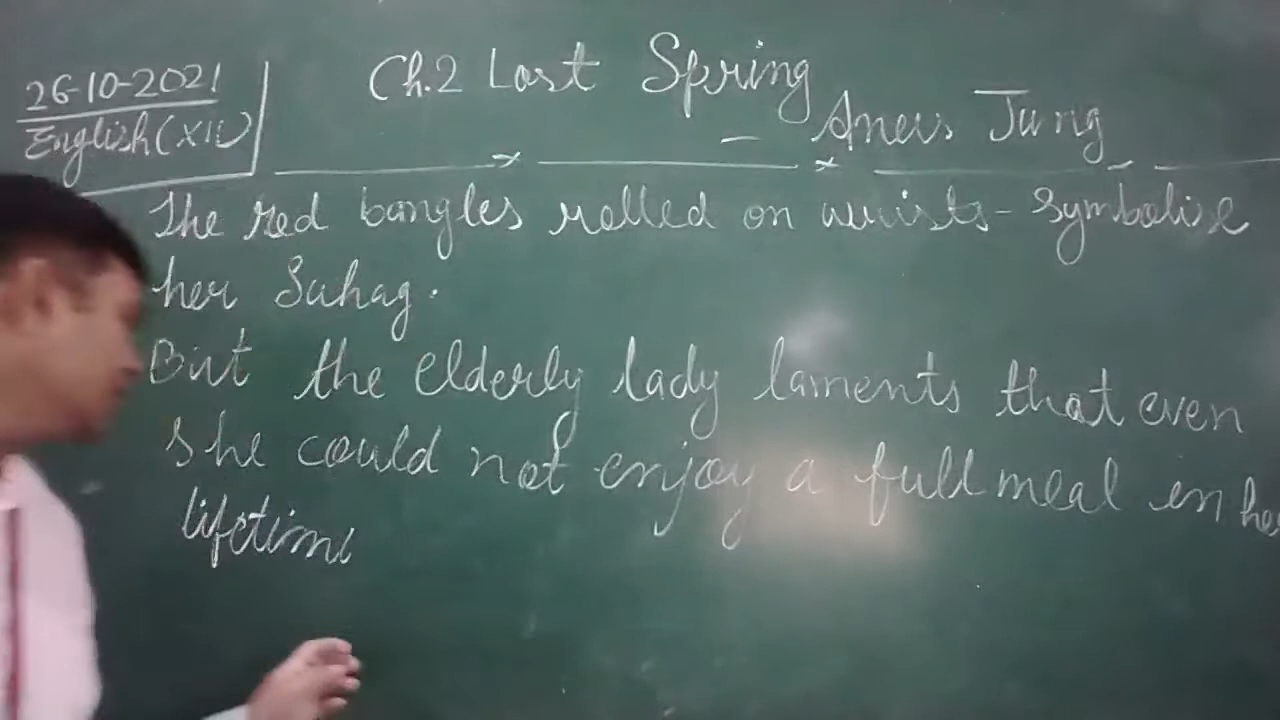 26-10-2021
English (XII)
Ch.2 Lost Spring
- Anees Jung
The red bangles rolled on wrists - Symbolise
her Suhag.
But the elderly lady laments that even
she could not enjoy a full meal in her
lifetime